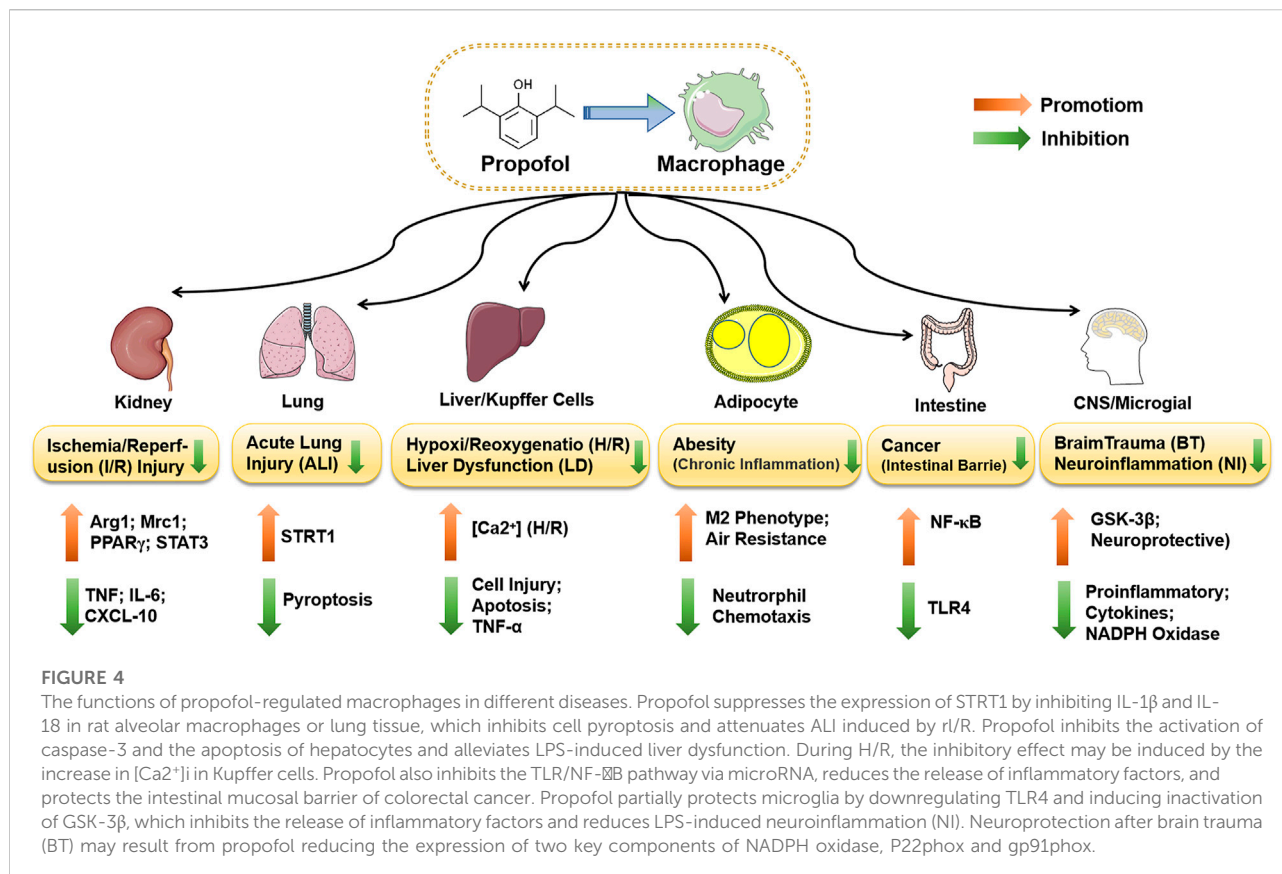 OH
Propofol
Macrophage
Promotiom
Inhibition
Kidney
Lung
Liver/Kupffer Cells
Adipocyte
Intestine
CNS/Microgial
Ischemia/Reperf-
usion (I/R) Injury
Acute Lung
Injury (ALI)
Hypoxi/Reoxygenatio (H/R)
Liver Dysfunction (LD)
Abesity
(Chronic Inflammation)
Cancer
(Intestinal Barrie)
BraimTrauma (BT)
Neuroinflammation (NI)
Arg1; Mrc1;
PPARγ; STAT3
STRT1
[Ca2⁺] (H/R)
M2 Phenotype;
Air Resistance
NF-κB
GSK-3β;
Neuroprotective)
TNF; IL-6;
CXCL-10
Pyroptosis
Cell Injury;
Apotosis;
TNF-α
Neutrorphil
Chemotaxis
TLR4
Proinflammatory;
Cytokines;
NADPH Oxidase
FIGURE 4
The functions of propofol-regulated macrophages in different diseases. Propofol suppresses the expression of STRT1 by inhibiting IL-1β and IL-
18 in rat alveolar macrophages or lung tissue, which inhibits cell pyroptosis and attenuates ALI induced by rI/R. Propofol inhibits the activation of
caspase-3 and the apoptosis of hepatocytes and alleviates LPS-induced liver dysfunction. During H/R, the inhibitory effect may be induced by the
increase in [Ca2⁺]i in Kupffer cells. Propofol also inhibits the TLR/NF-�B pathway via microRNA, reduces the release of inflammatory factors, and
protects the intestinal mucosal barrier of colorectal cancer. Propofol partially protects microglia by downregulating TLR4 and inducing inactivation
of GSK-3β, which inhibits the release of inflammatory factors and reduces LPS-induced neuroinflammation (NI). Neuroprotection after brain trauma
(BT) may result from propofol reducing the expression of two key components of NADPH oxidase, P22phox and gp91phox.